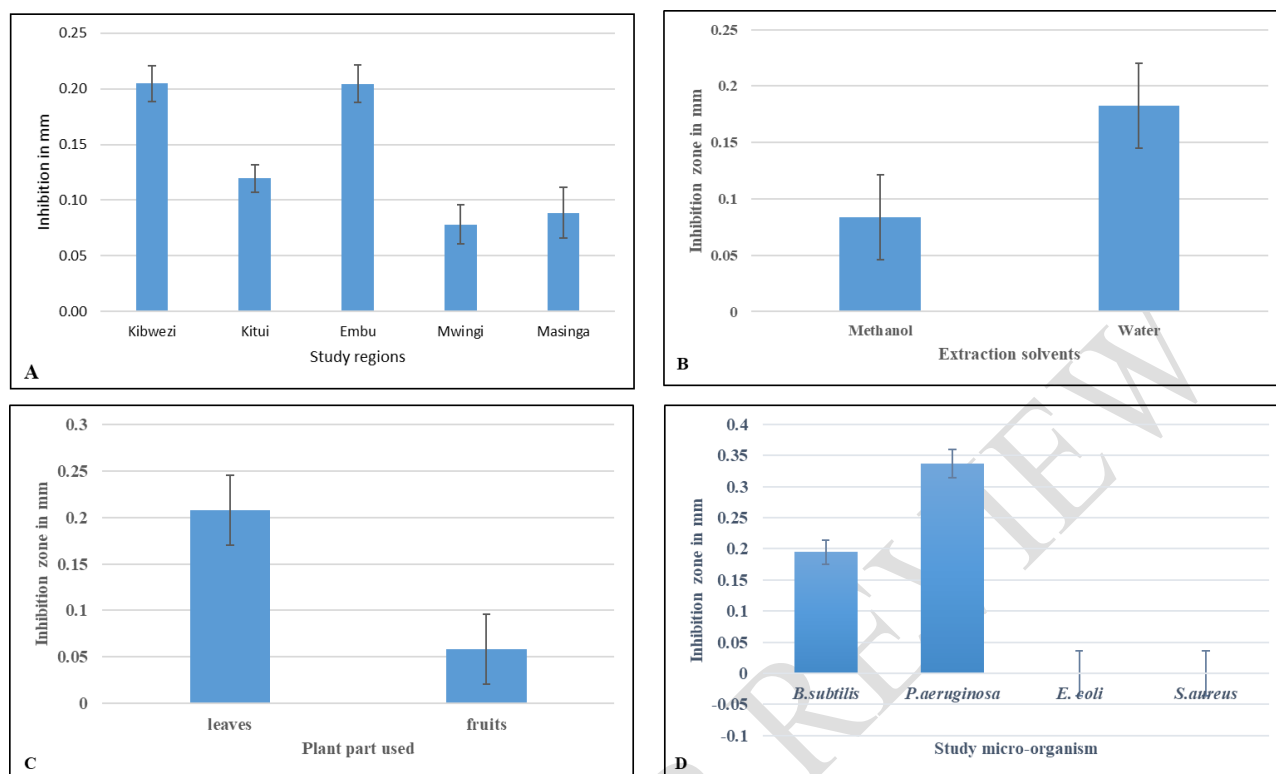 0.25
0.20
0.15
0.10
0.05
0.00
Inhibition in mm
Kibwezi Kitui Embu Mwingi Masinga
Study regions
A
0.25
0.2
0.15
0.1
0.05
0
Inhibition zone in mm
Methanol Water
Extraction solvents
B
0.3
0.25
0.2
0.15
0.1
0.05
0
Inhibition zone in mm
leaves fruits
Plant part used
C
0.4
0.35
0.3
0.25
0.2
0.15
0.1
0.05
0
-0.05
-0.1
Inhibition zone in mm
B.subtilis P.aeruginosa E. coli S.aureus
Study micro-organism
D
REVIEW